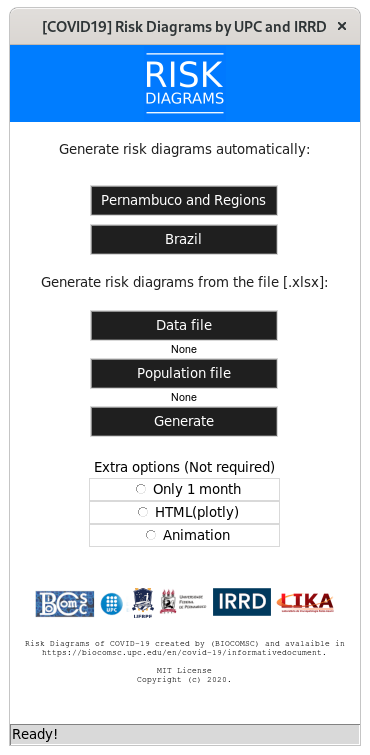 [COVID19] Risk Diagrams by UPC and IRRD ×
RISK
DIAGRAMS
Generate risk diagrams automatically:
Pernambuco and Regions
Brazil
Generate risk diagrams from the file [.xlsx]:
Data file
None
Population file
None
Generate
Extra options (Not required)
Only 1 month
HTML(plotly)
Animation
UPC
UFRPE
Universidade
Federal
de Pernambuco
IRRD
LIKA
Risk Diagrams of COVID-19 created by (BIOCOMSC) and avalaible in
https://biocomsc.upc.edu/en/covid-19/informativedocument.
MIT License
Copyright (c) 2020.
Ready!